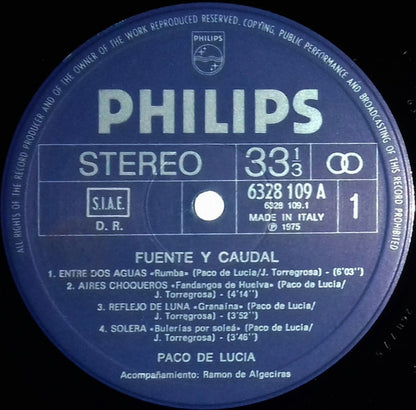 ALL RIGHTS OF THE RECORD PRODUCER AND OF THE OWNER OF THE WORK REPRODUCED RESERVED. COPYING, PUBLIC PERFORMANCE AND BROADCASTING OF THIS RECORD PROHIBITED
PHILIPS
PHILIPS
STEREO 33 1/3
S.I.A.E.
D. R.
6328 109 A
6328 109.1
MADE IN ITALY
℗ 1975
1
FUENTE Y CAUDAL
1. ENTRE DOS AGUAS «Rumba» (Paco de Lucia/J. Torregrosa) - (6'03'')
2. AIRES CHOQUEROS «Fandangos de Huelva» (Paco de Lucia/
J. Torregrosa) - (4'14'')
3. REFLEJO DE LUNA «Granaina» (Paco de Lucia/
J. Torregrosa) - (3'52'')
4. SOLERA «Bulerías por soleá» (Paco de Lucia/
J. Torregrosa) - (3'46'')
PACO DE LUCIA
Acompañamiento: Ramon de Algeciras